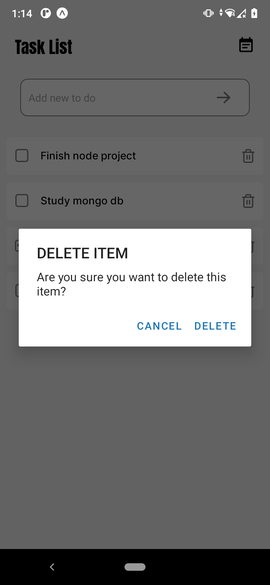 1:14
Task List
Add new to do
Finish node project
Study mongo db
DELETE ITEM
Are you sure you want to delete this
item?
CANCEL DELETE